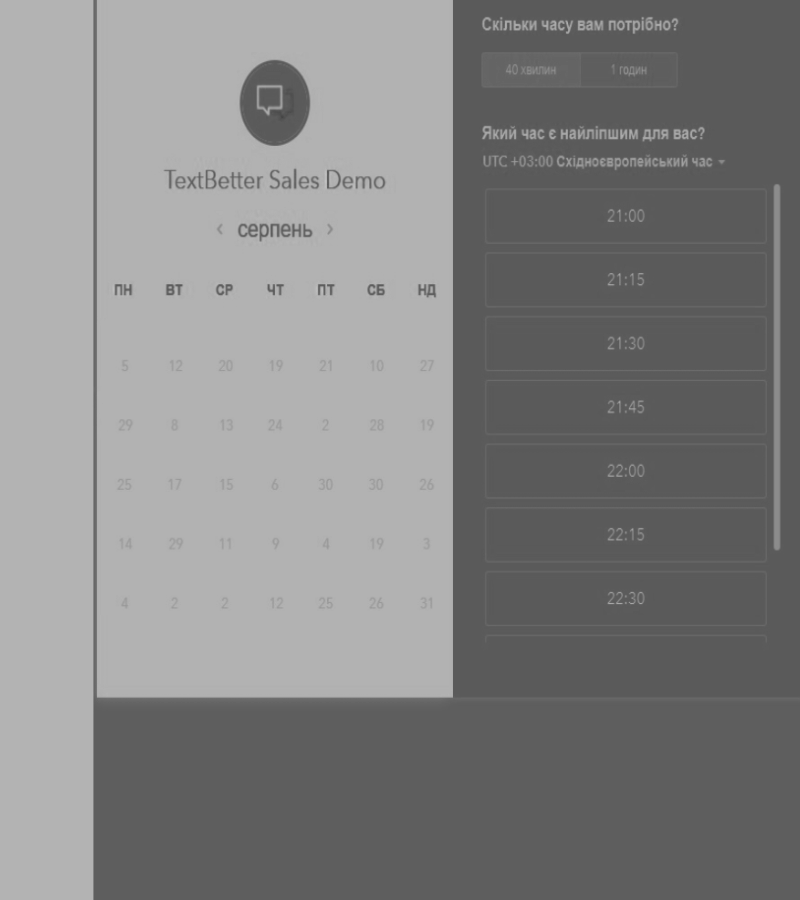 TextBetter Sales Demo
‹ серпень ›
ПН ВТ СР ЧТ ПТ СБ НД
5 12 20 19 21 10 27
29 8 13 24 2 28 19
25 17 15 6 30 30 26
14 29 11 9 4 19 3
4 2 2 12 25 26 31
Скільки часу вам потрібно?
40 хвилин 1 годин
Який час є найліпшим для вас?
UTC +03:00 Східноєвропейський час
21:00
21:15
21:30
21:45
22:00
22:15
22:30